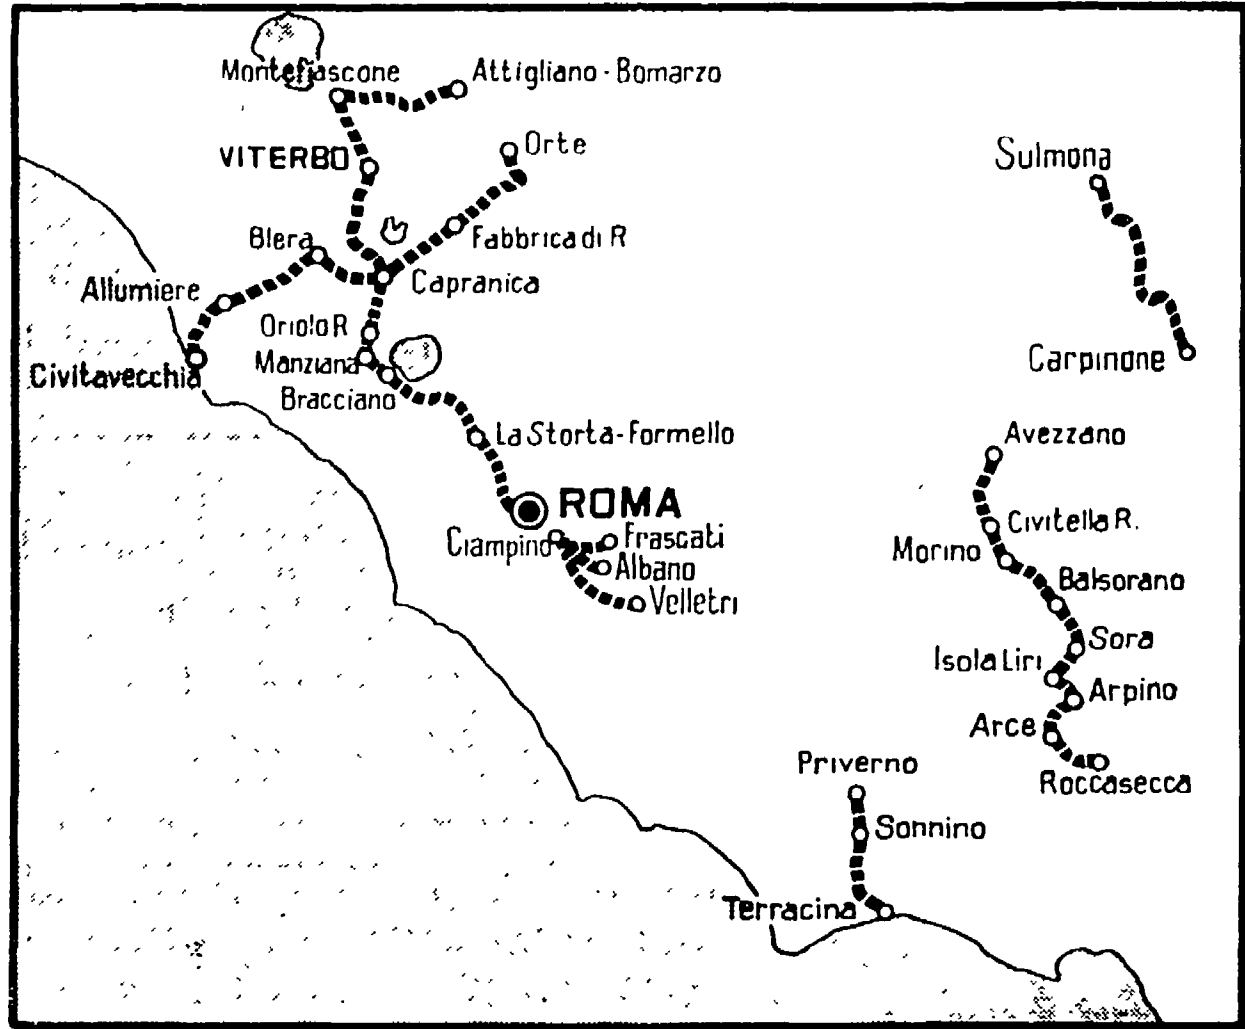 Montefiascone
Attigliano-Bomarzo
VITERBO
Orte
Sulmona
Blera
Fabbrica di R
Allumiere
Capranica
Oriolo R
Civitavecchia
Manziana
Carpinone
Bracciano
La Storta-Formello
Avezzano
ROMA
Civitella R.
Ciampino
Frascati
Morino
Albano
Balsorano
Velletri
Sora
Isola Liri
Arpino
Arce
Priverno
Roccasecca
Sonnino
Terracina